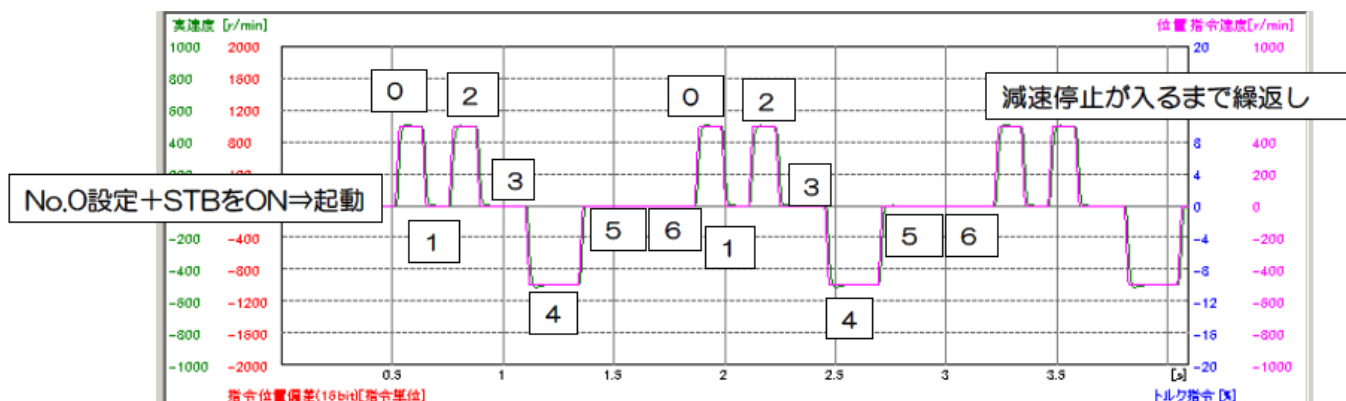 実速度 [r/min] 位置指令速度[r/min]
1000 2000 20 1000
800 1600
600 1200
400 800 8 400
4 200
0 0
-200 -400 -4 -200
-400 -800 -8 -400
-600 -1200 -12 -600
-800 -1600 -16 -800
-1000 -2000 -20 -1000
0 2 0 2
減速停止が入るまで繰返し
No.0設定+STBをON⇒起動
3 3
1 5 6 1 5 6
4 4
0.5 1 1.5 2 2.5 3 3.5 [s]
指令位置偏差(16bit)[指令単位] トルク指令 [%]